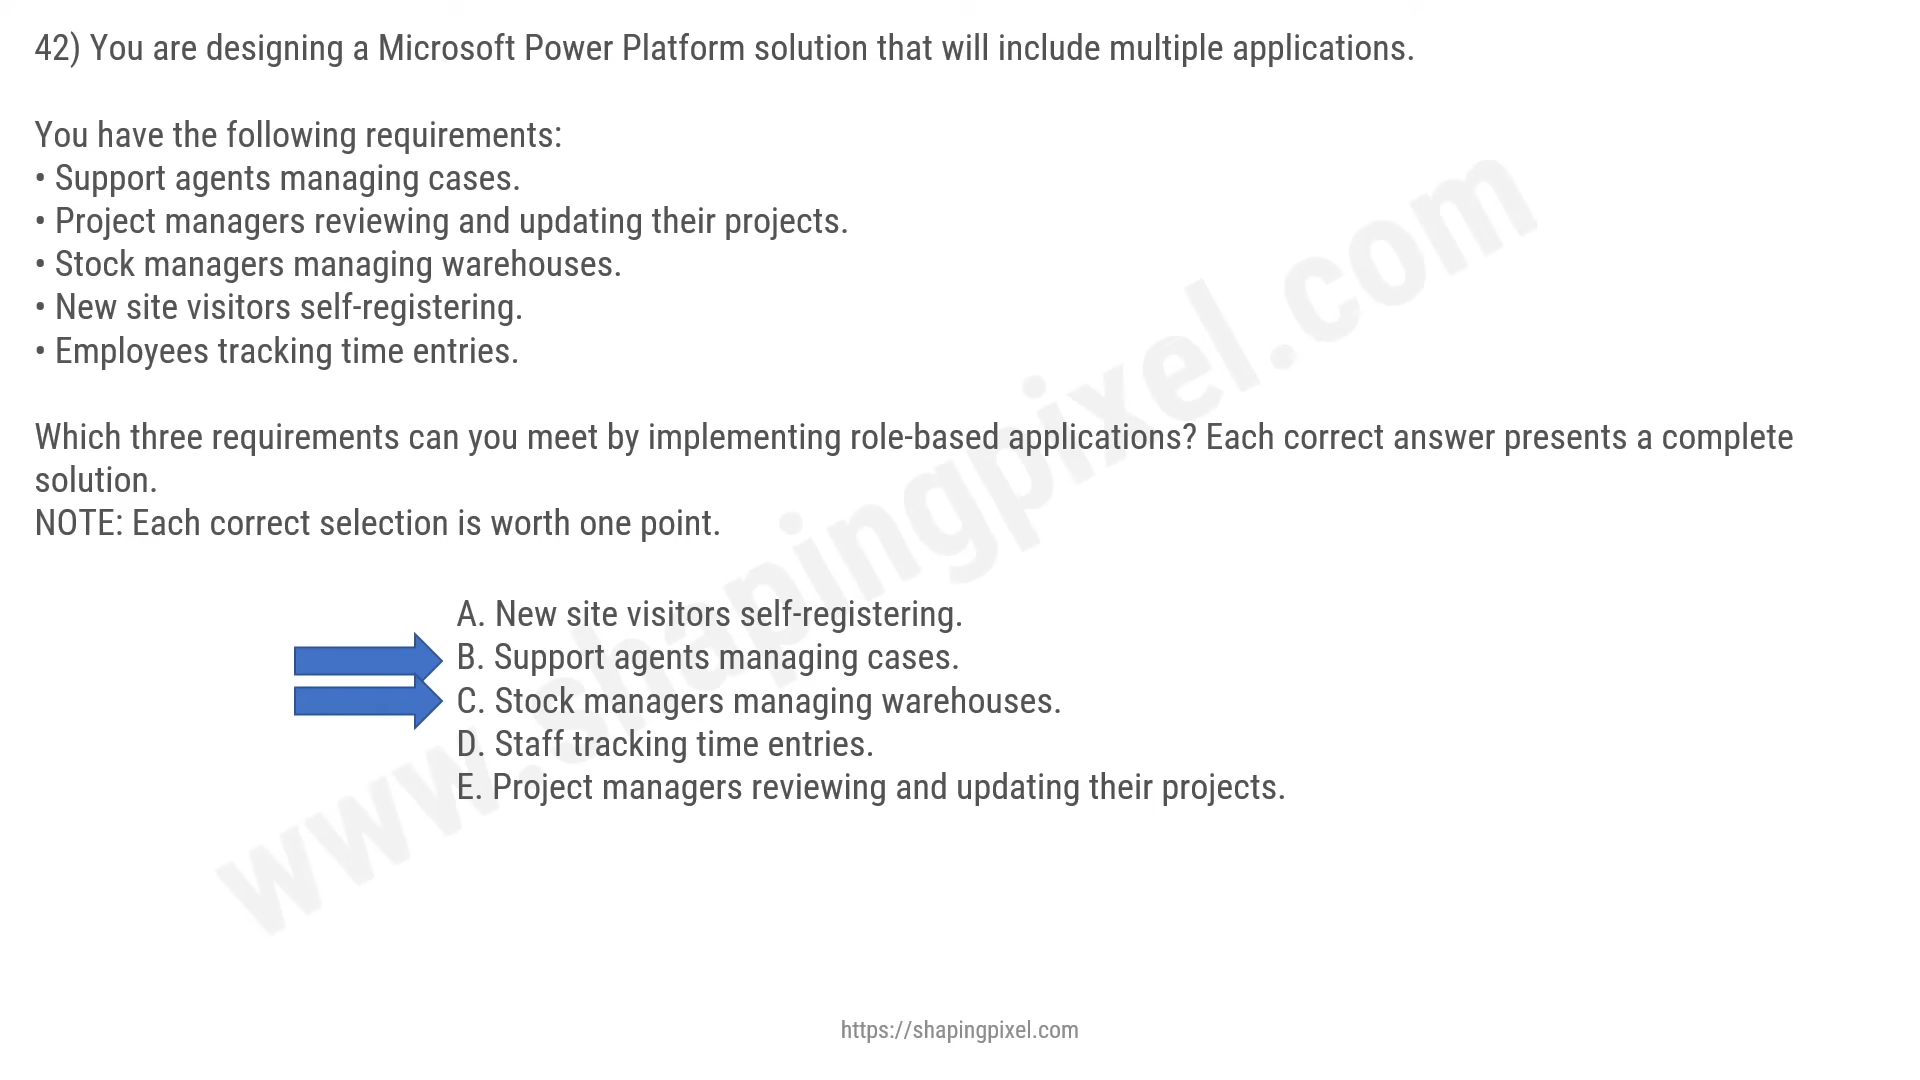 42) You are designing a Microsoft Power Platform solution that will include multiple applications.
You have the following requirements:
• Support agents managing cases.
• Project managers reviewing and updating their projects.
• Stock managers managing warehouses.
• New site visitors self-registering.
• Employees tracking time entries.
Which three requirements can you meet by implementing role-based applications? Each correct answer presents a complete
solution.
NOTE: Each correct selection is worth one point.
A. New site visitors self-registering.
B. Support agents managing cases.
C. Stock managers managing warehouses.
D. Staff tracking time entries.
E. Project managers reviewing and updating their projects.
www.shapingpixel.com
https://shapingpixel.com